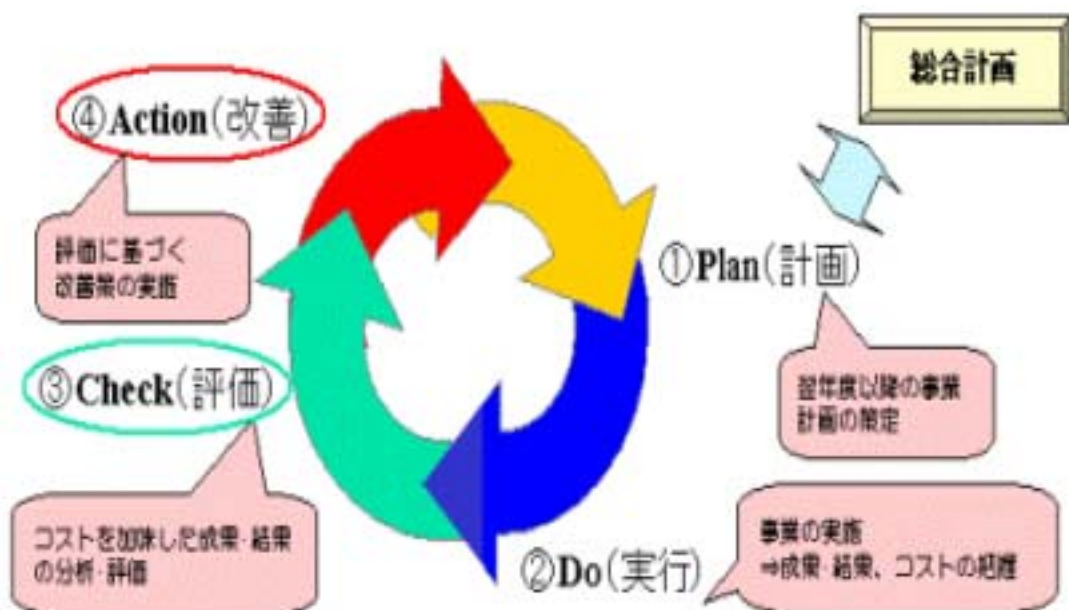 総合計画
④Action(改善)
評価に基づく
改善策の実施
①Plan(計画)
翌年度以降の事業
計画の策定
③Check(評価)
コストを加味した成果・結果
の分析・評価
②Do(実行)
事業の実施
⇒成果・結果、コストの把握